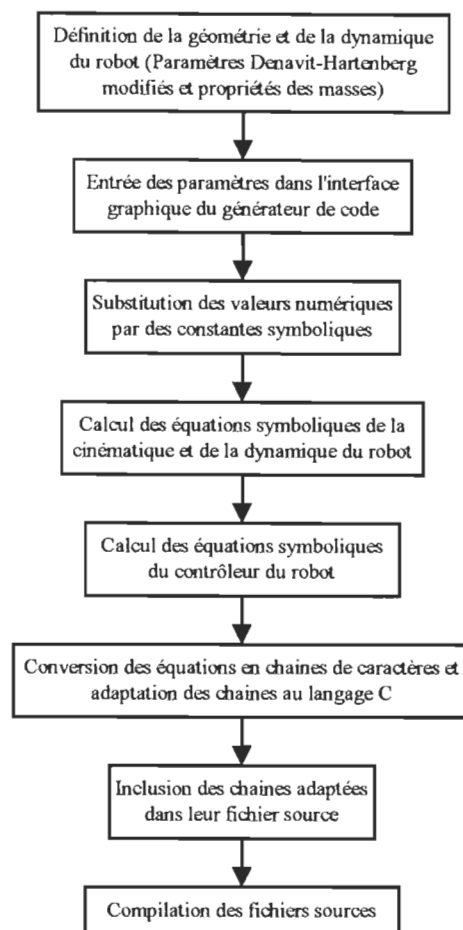 Définition de la géométrie et de la dynamique
du robot (Paramètres Denavit-Hartenberg
modifiés et propriétés des masses)
Entrée des paramètres dans l'interface
graphique du générateur de code
Substitution des valeurs numériques
par des constantes symboliques
Calcul des équations symboliques de la
cinématique et de la dynamique du robot
Calcul des équations symboliques
du contrôleur du robot
Conversion des équations en chaines de caractères et
adaptation des chaines au langage C
Inclusion des chaines adaptées
dans leur fichier source
Compilation des fichiers sources